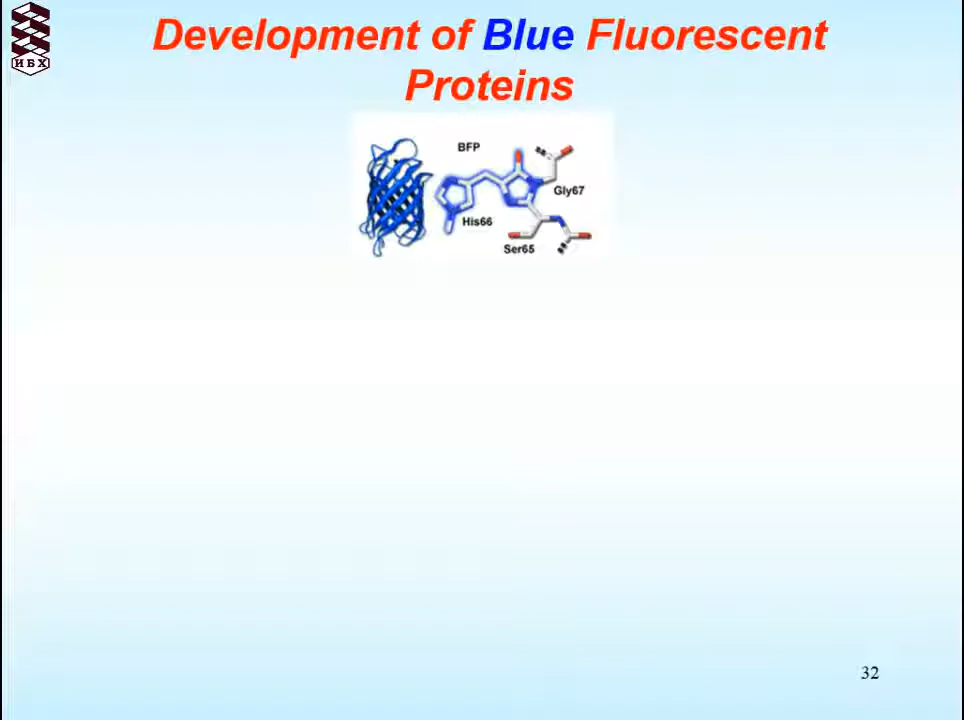 Development of Blue Fluorescent
Proteins
ИБХ
BFP
Gly67
His66
Ser65
32